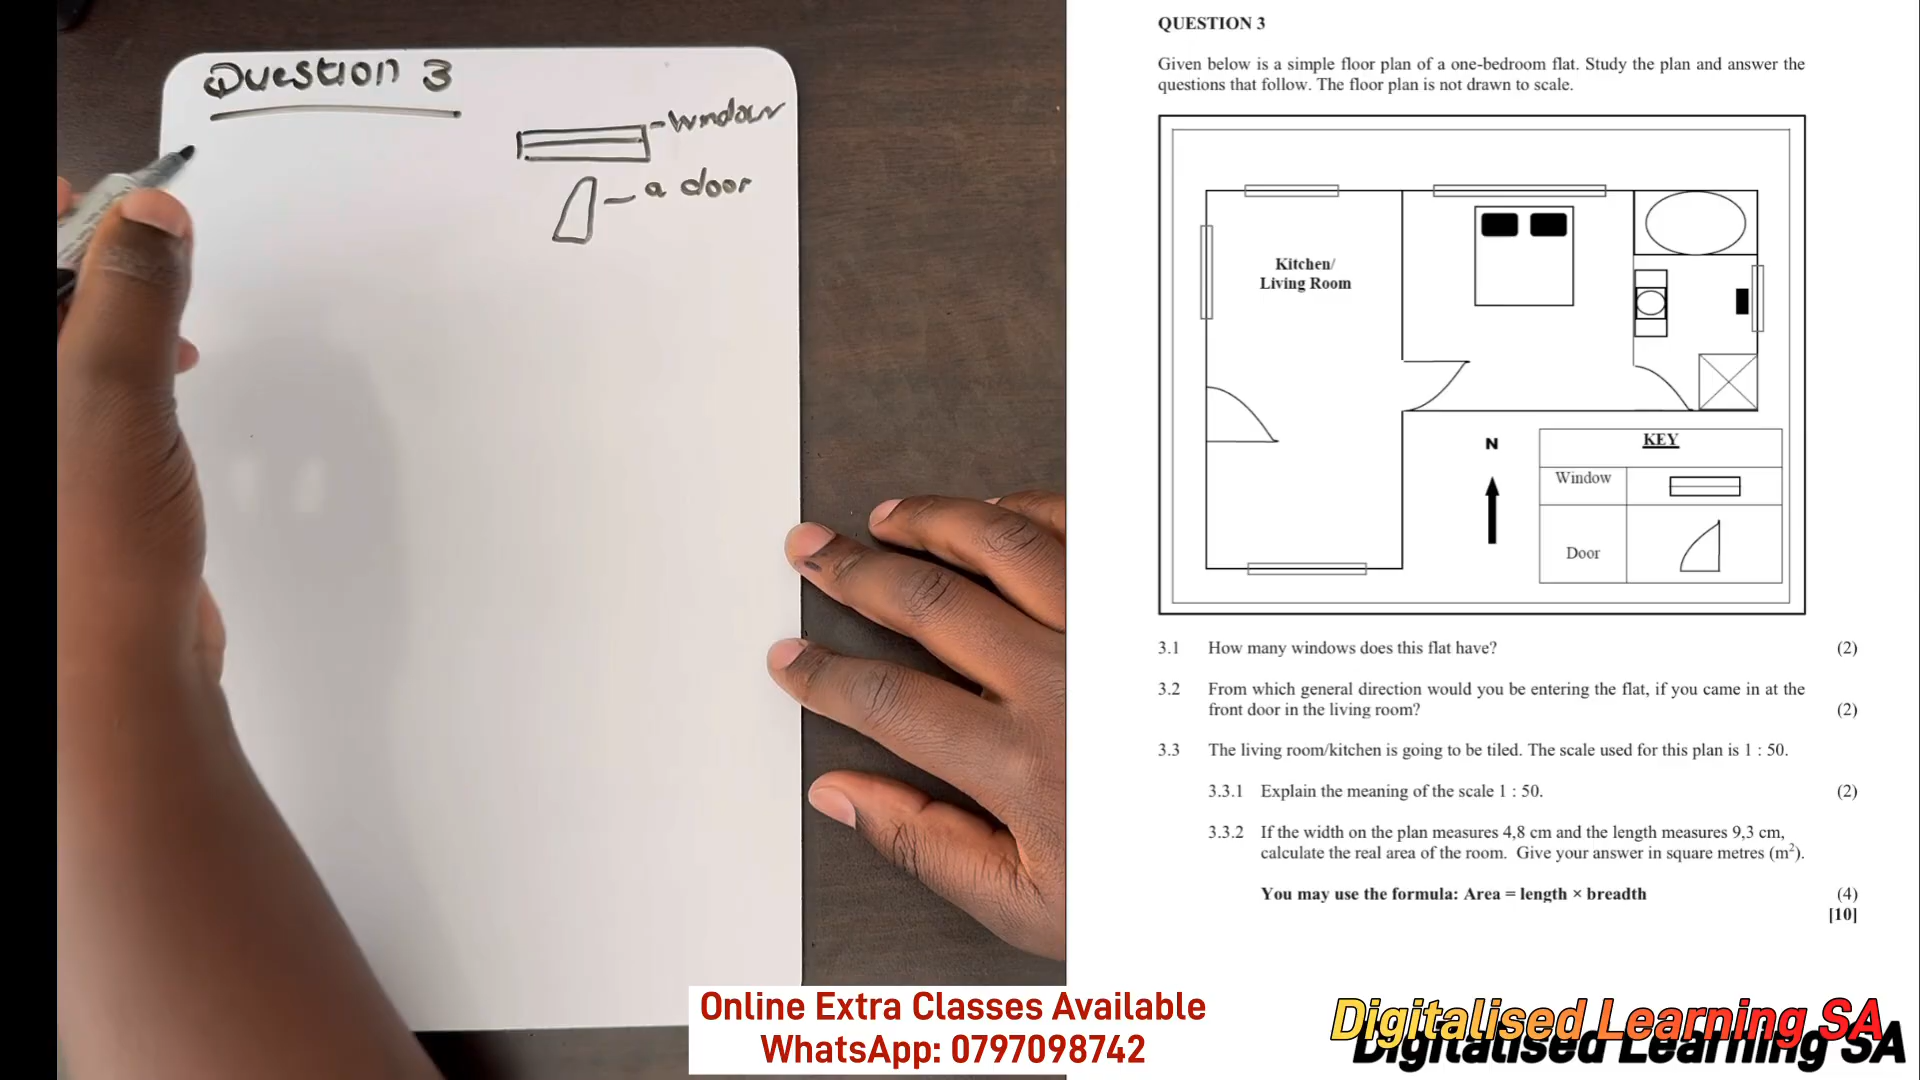 Question 3
- Window
- a door
QUESTION 3
Given below is a simple floor plan of a one-bedroom flat. Study the plan and answer the
questions that follow. The floor plan is not drawn to scale.
Kitchen/
Living Room
N
KEY
Window
Door
3.1 How many windows does this flat have? (2)
3.2 From which general direction would you be entering the flat, if you came in at the
front door in the living room? (2)
3.3 The living room/kitchen is going to be tiled. The scale used for this plan is 1 : 50.
3.3.1 Explain the meaning of the scale 1 : 50. (2)
3.3.2 If the width on the plan measures 4,8 cm and the length measures 9,3 cm,
calculate the real area of the room. Give your answer in square metres (m²).
You may use the formula: Area = length × breadth (4)
[10]
Online Extra Classes Available
WhatsApp: 0797098742
Digitalised Learning SA